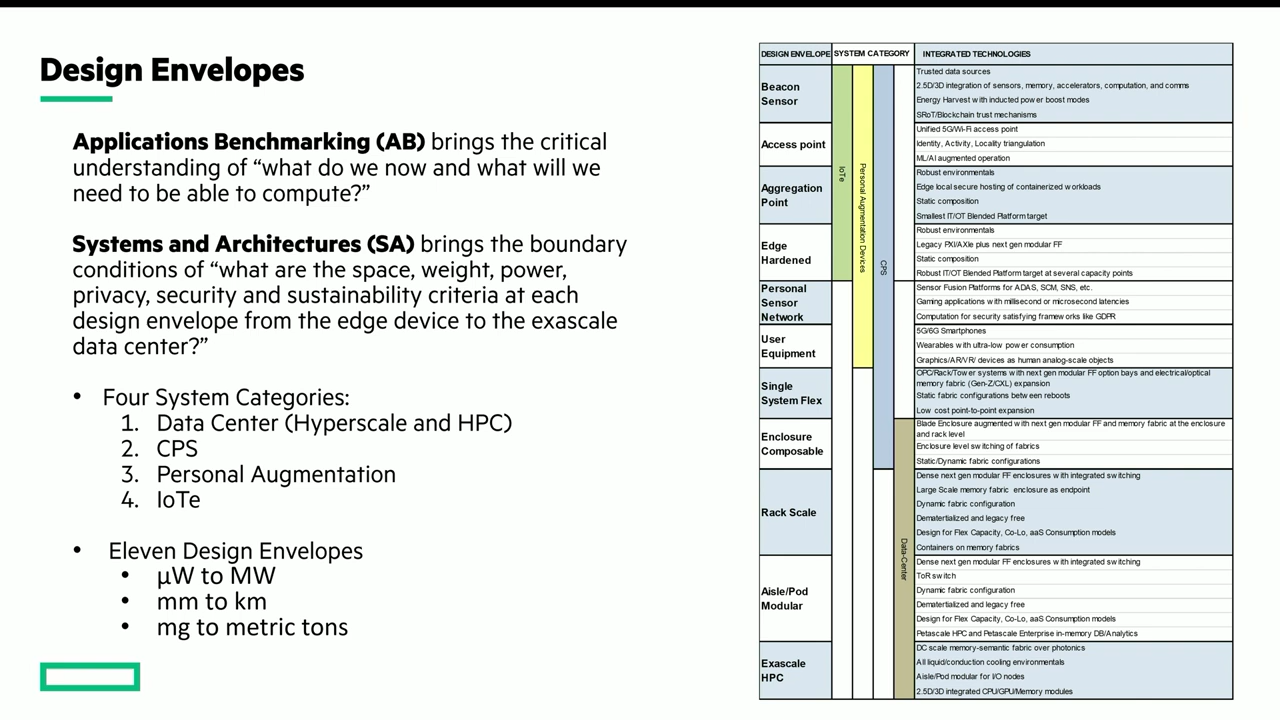 Design Envelopes
Applications Benchmarking (AB) brings the critical
understanding of “what do we now and what will we
need to be able to compute?”
Systems and Architectures (SA) brings the boundary
conditions of “what are the space, weight, power,
privacy, security and sustainability criteria at each
design envelope from the edge device to the exascale
data center?”
• Four System Categories:
1. Data Center (Hyperscale and HPC)
2. CPS
3. Personal Augmentation
4. IoTe
• Eleven Design Envelopes
• µW to MW
• mm to km
• mg to metric tons
DESIGN ENVELOPE SYSTEM CATEGORY INTEGRATED TECHNOLOGIES
IoTe
Personal Augmentation Devices
CPS
Data-Center
Beacon
Sensor
Trusted data sources
2.5D/3D integration of sensors, memory, accelerators, computation, and comms
Energy Harvest with inducted power boost modes
SRoT/Blockchain trust mechanisms
Access point
Unified 5G/Wi-Fi access point
Identity, Activity, Locality triangulation
ML/AI augmented operation
Aggregation
Point
Robust environmentals
Edge local secure hosting of containerized workloads
Static composition
Smallest IT/OT Blended Platform target
Edge
Hardened
Robust environmentals
Legacy PXI/AXIe plus next gen modular FF
Static composition
Robust IT/OT Blended Platform target at several capacity points
Personal
Sensor
Network
Sensor Fusion Platforms for ADAS, SCM, SNS, etc.
Gaming applications with millisecond or microsecond latencies
Computation for security satisfying frameworks like GDPR
User
Equipment
5G/6G Smartphones
Wearables with ultra-low power consumption
Graphics/AR/VR/ devices as human analog-scale objects
Single
System Flex
OPC/Rack/Tower systems with next gen modular FF option bays and electrical/optical
memory fabric (Gen-Z/CXL) expansion
Static fabric configurations between reboots
Low cost point-to-point expansion
Enclosure
Composable
Blade Enclosure augmented with next gen modular FF and memory fabric at the enclosure
and rack level
Enclosure level switching of fabrics
Static/Dynamic fabric configurations
Rack Scale
Dense next gen modular FF enclosures with integrated switching
Large Scale memory fabric enclosure as endpoint
Dynamic fabric configuration
Dematertialized and legacy free
Design for Flex Capacity, Co-Lo, aaS Consumption models
Containers on memory fabrics
Aisle/Pod
Modular
Dense next gen modular FF enclosures with integrated switching
ToR switch
Dynamic fabric configuration
Dematertialized and legacy free
Design for Flex Capacity, Co-Lo, aaS Consumption models
Petascale HPC and Petascale Enterprise in-memory DB/Analytics
Exascale
HPC
DC scale memory-semantic fabric over photonics
All liquid/conduction cooling environmentals
Aisle/Pod modular for I/O nodes
2.5D/3D integrated CPU/GPU/Memory modules